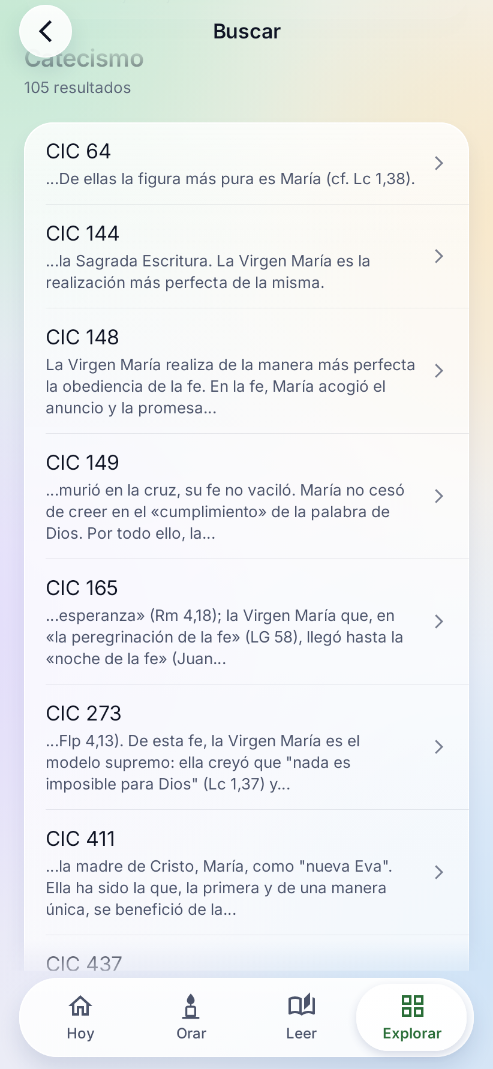 Buscar
Catecismo
105 resultados
CIC 64
...De ellas la figura más pura es María (cf. Lc 1,38).
CIC 144
...la Sagrada Escritura. La Virgen María es la
realización más perfecta de la misma.
CIC 148
La Virgen María realiza de la manera más perfecta
la obediencia de la fe. En la fe, María acogió el
anuncio y la promesa...
CIC 149
...murió en la cruz, su fe no vaciló. María no cesó
de creer en el «cumplimiento» de la palabra de
Dios. Por todo ello, la...
CIC 165
...esperanza» (Rm 4,18); la Virgen María que, en
«la peregrinación de la fe» (LG 58), llegó hasta la
«noche de la fe» (Juan...
CIC 273
...Flp 4,13). De esta fe, la Virgen María es el
modelo supremo: ella creyó que "nada es
imposible para Dios" (Lc 1,37) y...
CIC 411
...la madre de Cristo, María, como "nueva Eva".
Ella ha sido la que, la primera y de una manera
única, se benefició de la...
CIC 437
Hoy
Orar
Leer
Explorar